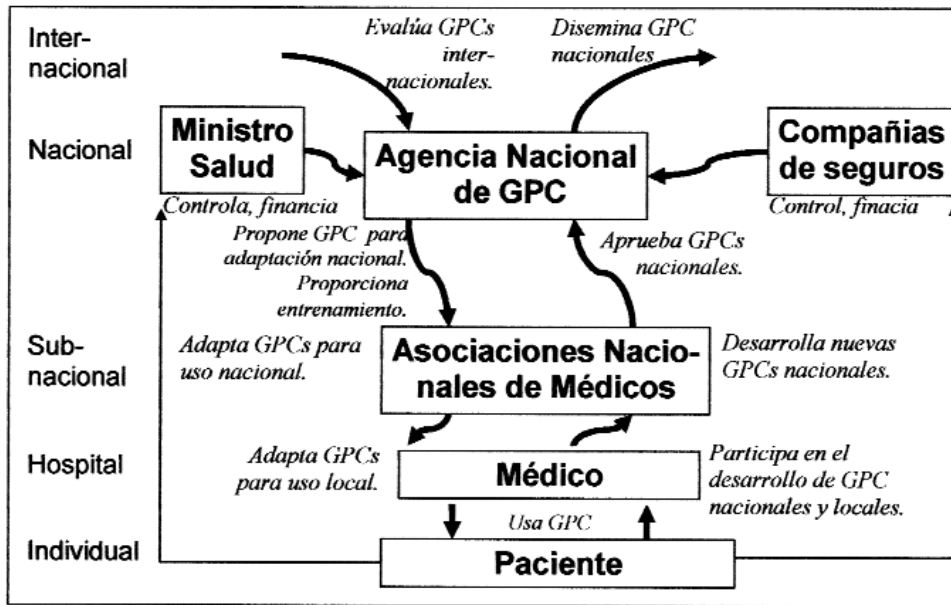 Inter-
nacional
Evalúa GPCs
inter-
nacionales.
Disemina GPC
nacionales
Nacional
Ministro
Salud
Agencia Nacional
de GPC
Compañias
de seguros
Controla, financia
Control, finacia
Propone GPC para
adaptación nacional.
Proporciona
entrenamiento.
Aprueba GPCs
nacionales.
Sub-
nacional
Adapta GPCs para
uso nacional.
Asociaciones Nacio-
nales de Médicos
Desarrolla nuevas
GPCs nacionales.
Hospital
Adapta GPCs
para uso local.
Médico
Participa en el
desarrollo de GPC
nacionales y locales.
Usa GPC
Individual
Paciente